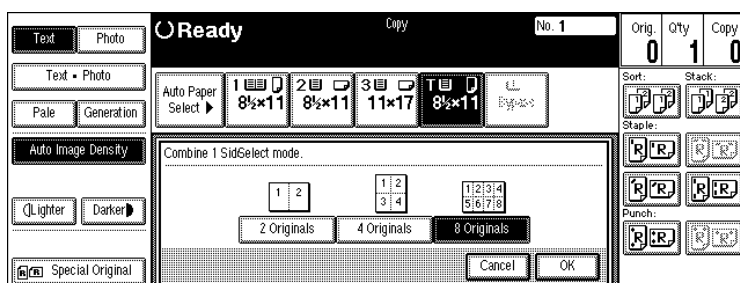 Text Photo
Text • Photo
Pale Generation
Auto Image Density
Lighter Darker
Special Original
Ready
Copy
No. 1
Orig. Q'ty Copy
0 1 0
Auto Paper
Select ▶
1 8½×11
2 8½×11
3 11×17
T 8½×11
Bypass
Combine 1 SidSelect mode.
1 2
1 2
3 4
1 2 3 4
5 6 7 8
2 Originals 4 Originals 8 Originals
Cancel OK
Sort: Stack:
Staple:
Punch: